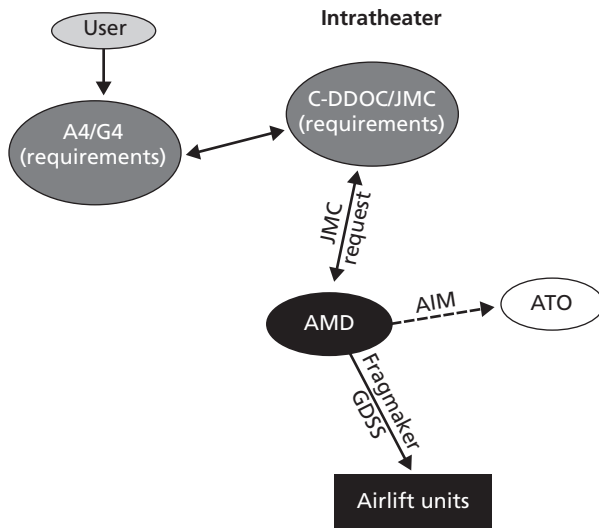 User
Intratheater
A4/G4
(requirements)
C-DDOC/JMC
(requirements)
JMC
request
AMD
AIM
ATO
Fragmaker
GDSS
Airlift units